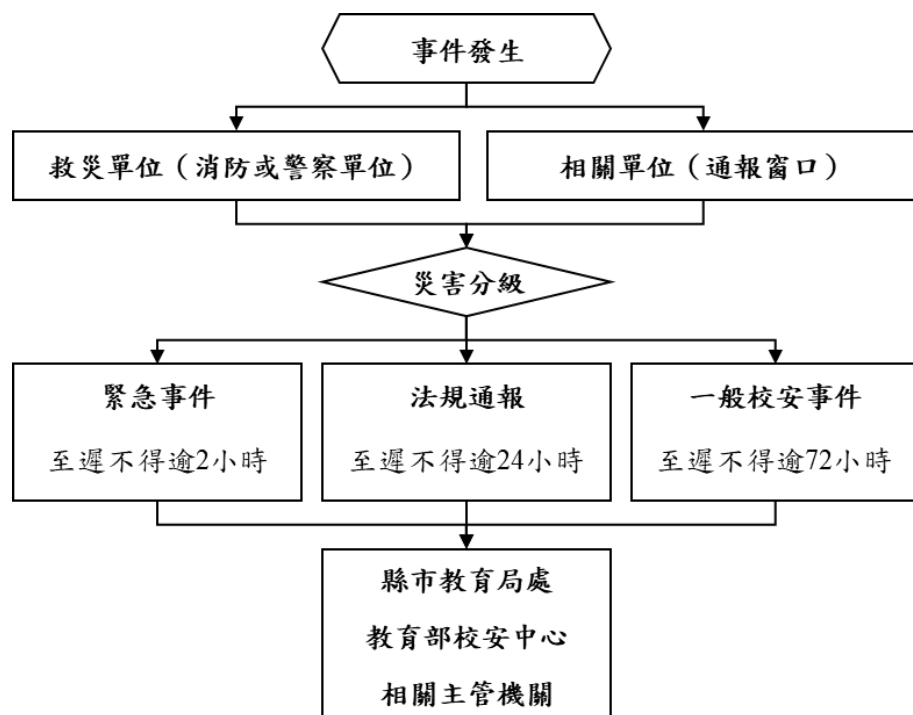 事件發生
救災單位（消防或警察單位）
相關單位（通報窗口）
災害分級
緊急事件
至遲不得逾2小時
法規通報
至遲不得逾24小時
一般校安事件
至遲不得逾72小時
縣市教育局處
教育部校安中心
相關主管機關